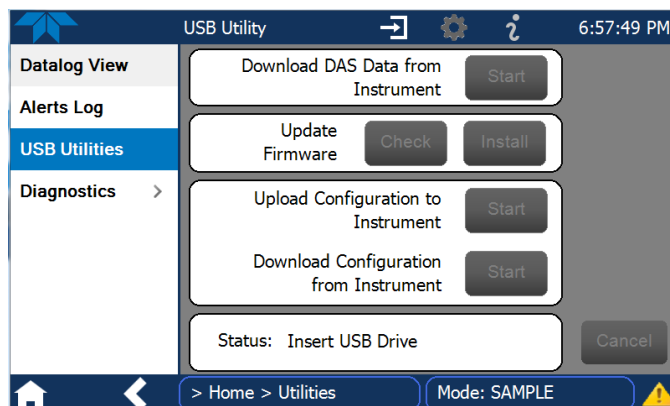 USB Utility
6:57:49 PM
Datalog View
Alerts Log
USB Utilities
Diagnostics >
Download DAS Data from
Instrument
Start
Update
Firmware
Check
Install
Upload Configuration to
Instrument
Start
Download Configuration
from Instrument
Start
Status: Insert USB Drive
Cancel
> Home > Utilities
Mode: SAMPLE